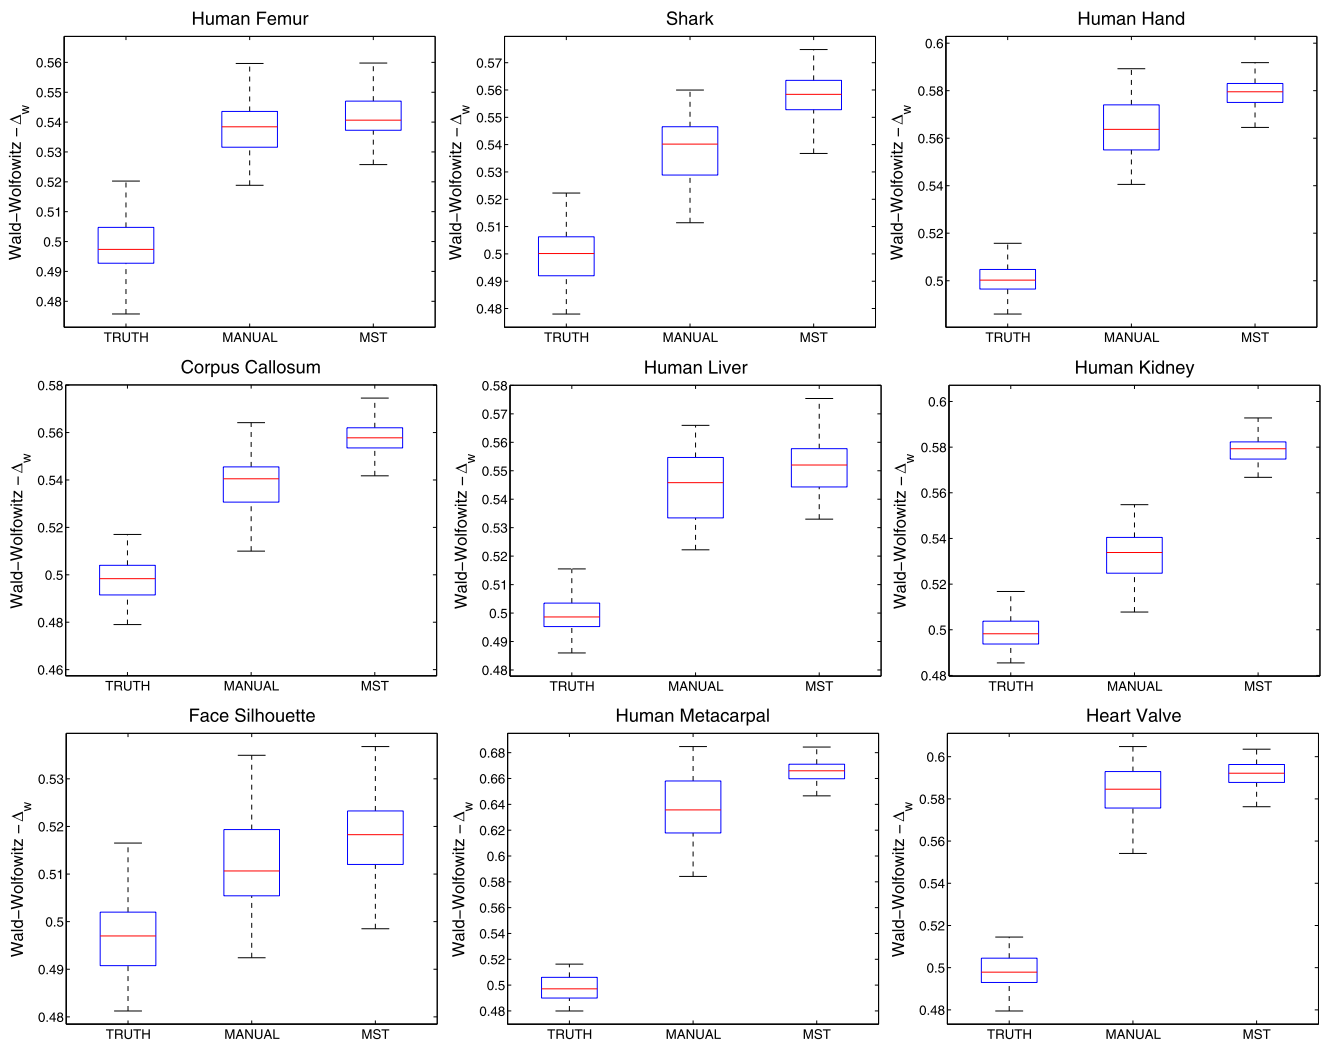 Human Femur
Wald−Wolfowitz − Δw
0.56
0.55
0.54
0.53
0.52
0.51
0.5
0.49
0.48
TRUTH MANUAL MST
Shark
Wald−Wolfowitz − Δw
0.57
0.56
0.55
0.54
0.53
0.52
0.51
0.5
0.49
0.48
TRUTH MANUAL MST
Human Hand
Wald−Wolfowitz − Δw
0.6
0.58
0.56
0.54
0.52
0.5
TRUTH MANUAL MST
Corpus Callosum
Wald−Wolfowitz − Δw
0.58
0.56
0.54
0.52
0.5
0.48
0.46
TRUTH MANUAL MST
Human Liver
Wald−Wolfowitz − Δw
0.58
0.57
0.56
0.55
0.54
0.53
0.52
0.51
0.5
0.49
0.48
TRUTH MANUAL MST
Human Kidney
Wald−Wolfowitz − Δw
0.6
0.58
0.56
0.54
0.52
0.5
0.48
TRUTH MANUAL MST
Face Silhouette
Wald−Wolfowitz − Δw
0.53
0.52
0.51
0.5
0.49
0.48
TRUTH MANUAL MST
Human Metacarpal
Wald−Wolfowitz − Δw
0.68
0.66
0.64
0.62
0.6
0.58
0.56
0.54
0.52
0.5
0.48
TRUTH MANUAL MST
Heart Valve
Wald−Wolfowitz − Δw
0.6
0.58
0.56
0.54
0.52
0.5
0.48
TRUTH MANUAL MST